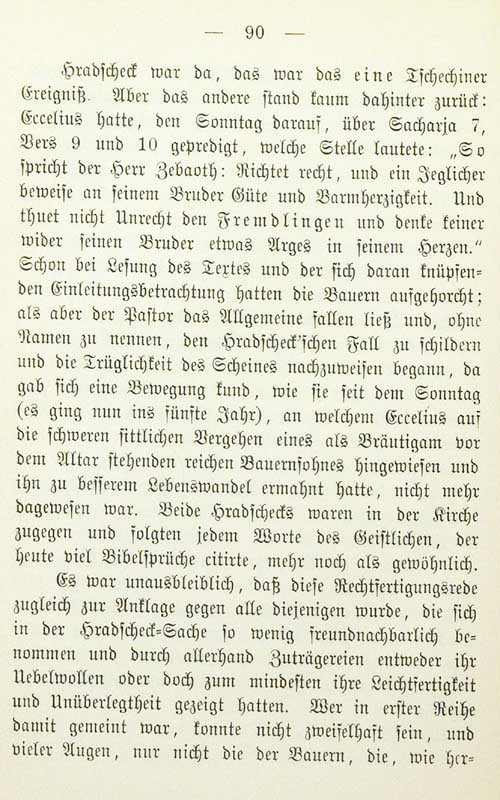 — 90 —
Hradscheck war da, das war das eine Tschechiner
Ereigniß. Aber das andere stand kaum dahinter zurück:
Eccelius hatte, den Sonntag darauf, über Sacharja 7,
Vers 9 und 10 gepredigt, welche Stelle lautete: „So
spricht der Herr Zebaoth: Richtet recht, und ein Jeglicher
beweise an seinem Bruder Güte und Barmherzigkeit. Und
thuet nicht Unrecht den Fremdlingen und denke keiner
wider seinen Bruder etwas Arges in seinem Herzen.“
Schon bei Lesung des Textes und der sich daran knüpfen-
den Einleitungsbetrachtung hatten die Bauern aufgehorcht;
als aber der Pastor das Allgemeine fallen ließ und, ohne
Namen zu nennen, den Hradscheck'schen Fall zu schildern
und die Trüglichkeit des Scheines nachzuweisen begann, da
gab sich eine Bewegung kund, wie sie seit dem Sonntag
(es ging nun ins fünfte Jahr), an welchem Eccelius auf
die schweren sittlichen Vergehen eines als Bräutigam vor
dem Altar stehenden reichen Bauernsohnes hingewiesen und
ihn zu besserem Lebenswandel ermahnt hatte, nicht mehr
dagewesen war. Beide Hradschecks waren in der Kirche
zugegen und folgten jedem Worte des Geistlichen, der
heute viel Bibelsprüche citirte, mehr noch als gewöhnlich.
Es war unausbleiblich, daß diese Rechtfertigungsrede
zugleich zur Anklage gegen alle diejenigen wurde, die sich
in der Hradscheck-Sache so wenig freundnachbarlich be-
nommen und durch allerhand Zuträgereien entweder ihr
Uebelwollen oder doch zum mindesten ihre Leichtfertigkeit
und Unüberlegtheit gezeigt hatten. Wer in erster Reihe
damit gemeint war, konnte nicht zweifelhaft sein, und
vieler Augen, nur nicht die der Bauern, die, wie her-